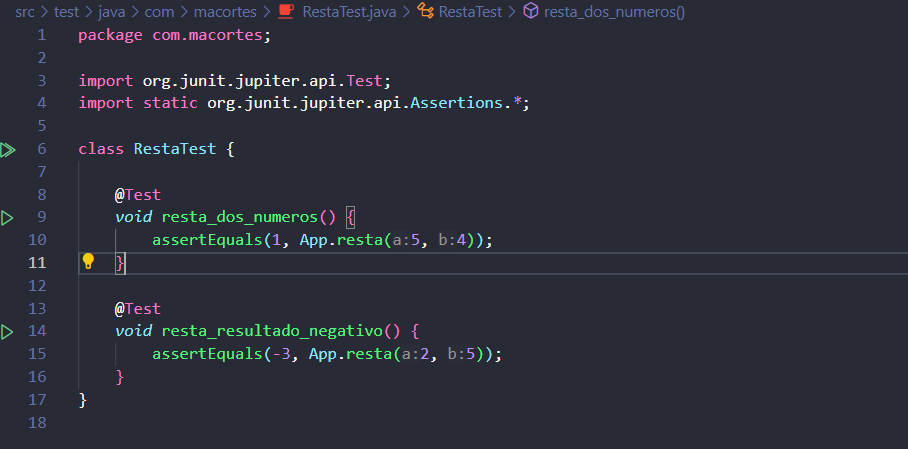 src > test > java > com > macortes > RestaTest.java > RestaTest > resta_dos_numeros()
1 package com.macortes;
2
3 import org.junit.jupiter.api.Test;
4 import static org.junit.jupiter.api.Assertions.*;
5
6 class RestaTest {
7
8 @Test
9 void resta_dos_numeros() {
10 assertEquals(1, App.resta(a:5, b:4));
11 }
12
13 @Test
14 void resta_resultado_negativo() {
15 assertEquals(-3, App.resta(a:2, b:5));
16 }
17 }
18